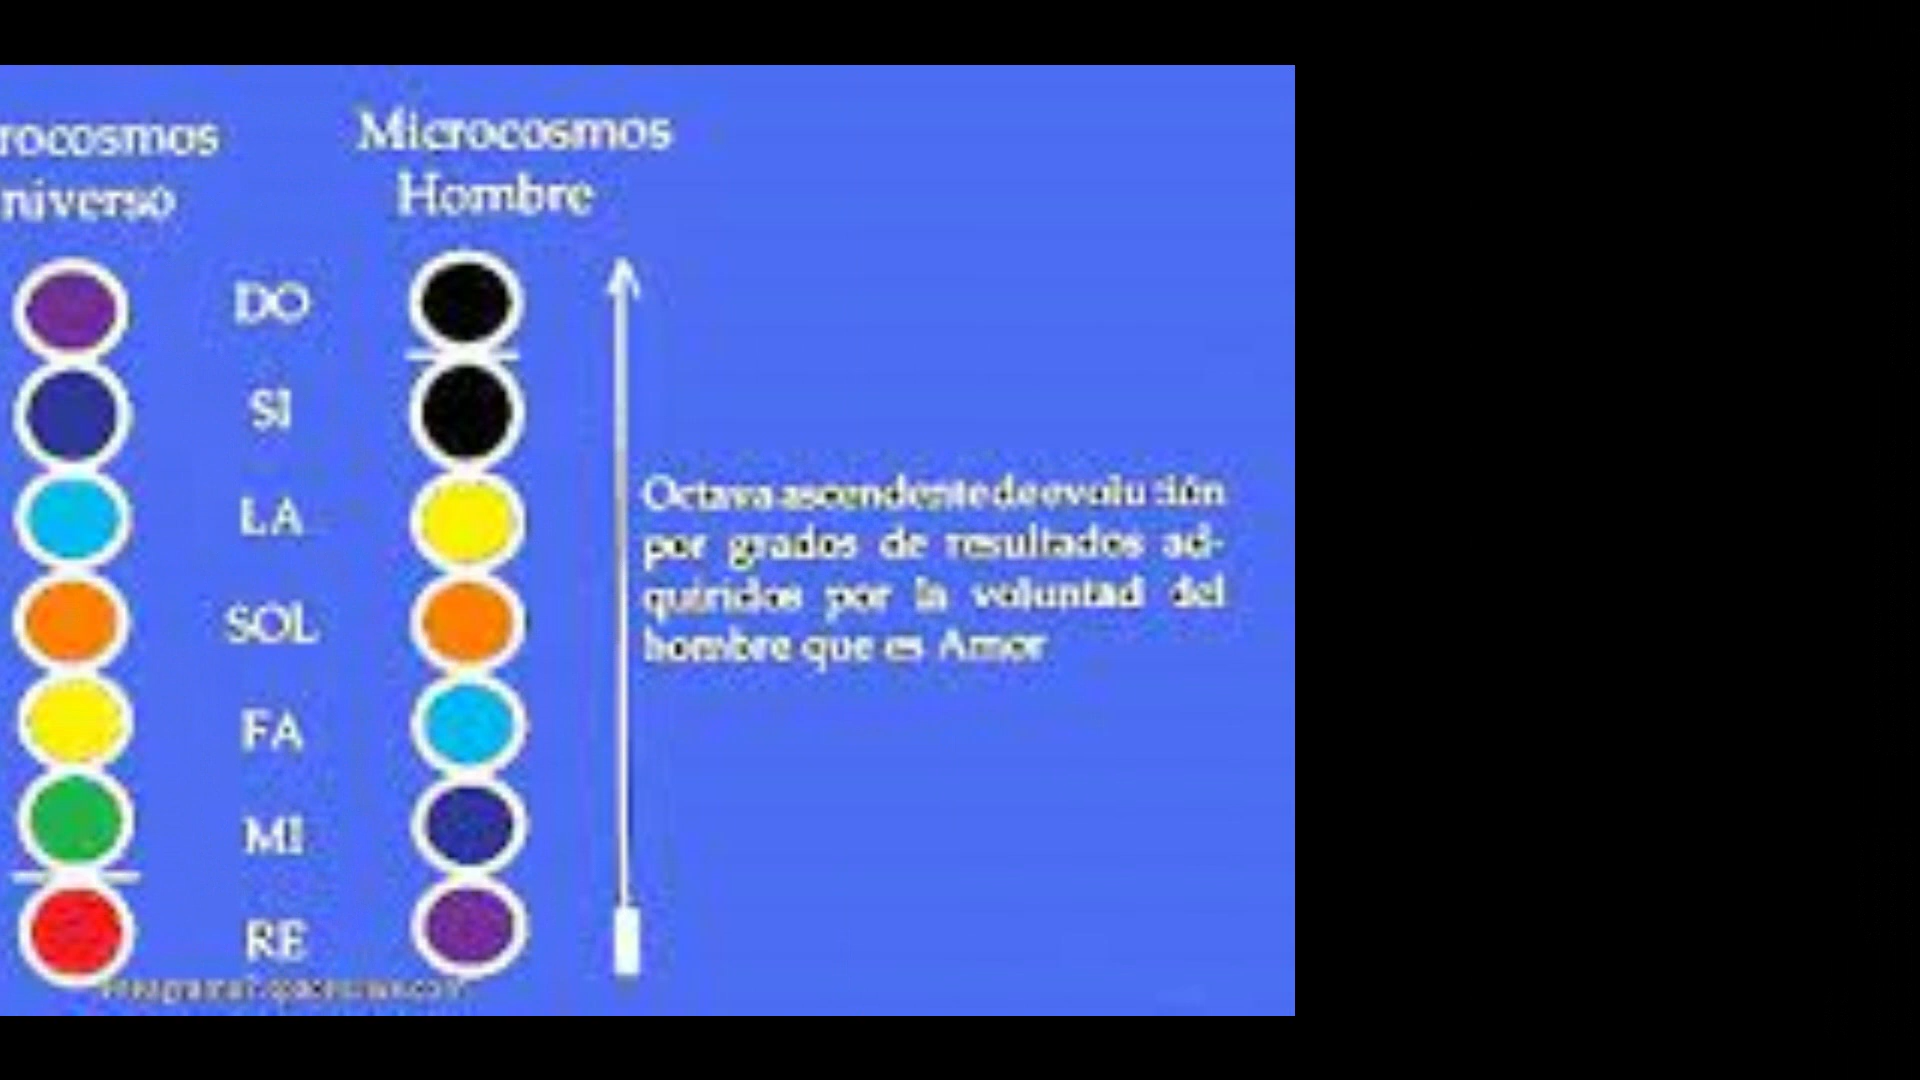 rocosmos
niverso
Microcosmos
Hombre
DO
SI
LA
SOL
FA
MI
RE
Octava ascendente de evolución
por grados de resultados ad-
quiridos por la voluntad del
hombre que es Amor